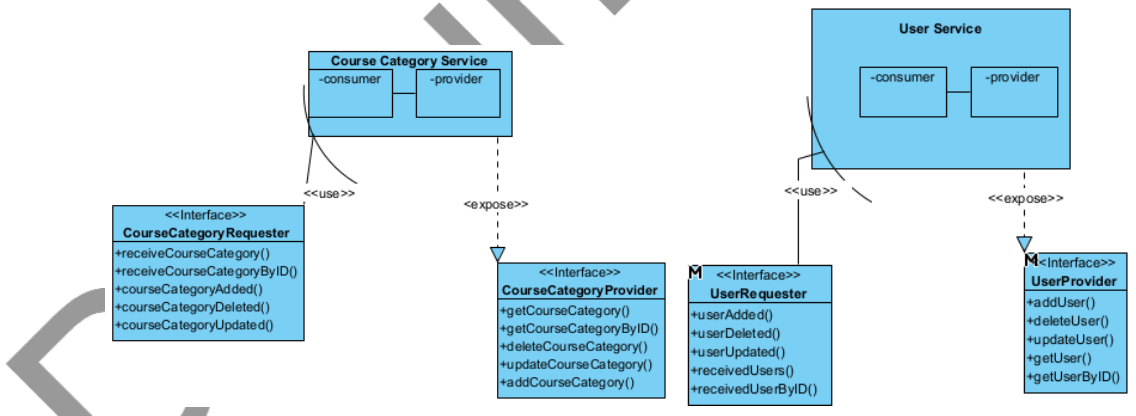 Course Category Service
-consumer
-provider
<<use>>
<expose>>
<<Interface>>
CourseCategoryRequester
+receiveCourseCategory()
+receiveCourseCategoryByID()
+courseCategoryAdded()
+courseCategoryDeleted()
+courseCategoryUpdated()
<<Interface>>
CourseCategoryProvider
+getCourseCategory()
+getCourseCategoryByID()
+deleteCourseCategory()
+updateCourseCategory()
+addCourseCategory()
User Service
-consumer
-provider
<<use>>
<<expose>>
M
<<Interface>>
UserRequester
+userAdded()
+userDeleted()
+userUpdated()
+receivedUsers()
+receivedUserByID()
M
<<Interface>>
UserProvider
+addUser()
+deleteUser()
+updateUser()
+getUser()
+getUserByID()